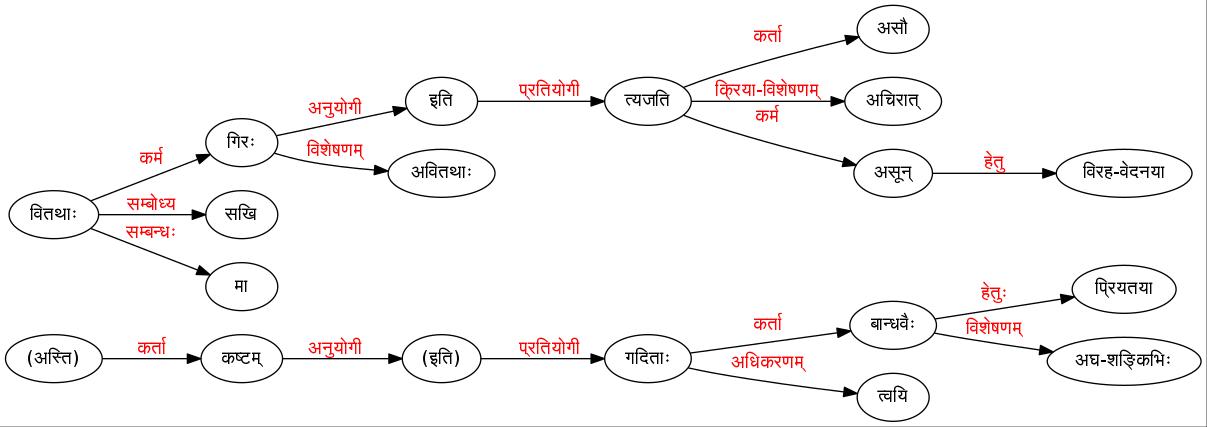 असौ
कर्ता
त्यजति
क्रिया-विशेषणम्
अचिरात्
कर्म
इति
प्रतियोगी
अनुयोगी
गिरः
विशेषणम्
अवितथाः
असून्
हेतु
विरह-वेदनया
कर्म
वितथाः
सम्बोध्य
सखि
सम्बन्धः
मा
(अस्ति)
कर्ता
कष्टम्
अनुयोगी
(इति)
प्रतियोगी
गदिताः
कर्ता
बान्धवैः
हेतुः
प्रियतया
विशेषणम्
अघ-शङ्किभिः
अधिकरणम्
त्वयि